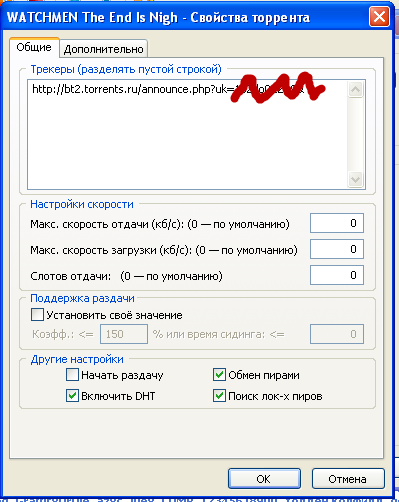 WATCHMEN The End Is Nigh - Свойства торрента
Общие
Дополнительно
Трекеры (разделять пустой строкой)
http://bt2.torrents.ru/announce.php?uk=
Настройки скорости
Макс. скорость отдачи (кб/с): (0 — по умолчанию) 0
Макс. скорость загрузки (кб/с): (0 — по умолчанию) 0
Слотов отдачи: (0 — по умолчанию) 0
Поддержка раздачи
Установить своё значение
Коэфф.: <= 150 % или время сидинга: <= 0
Другие настройки
Начать раздачу Обмен пирами
Включить DHT Поиск лок-х пиров
OK Отмена